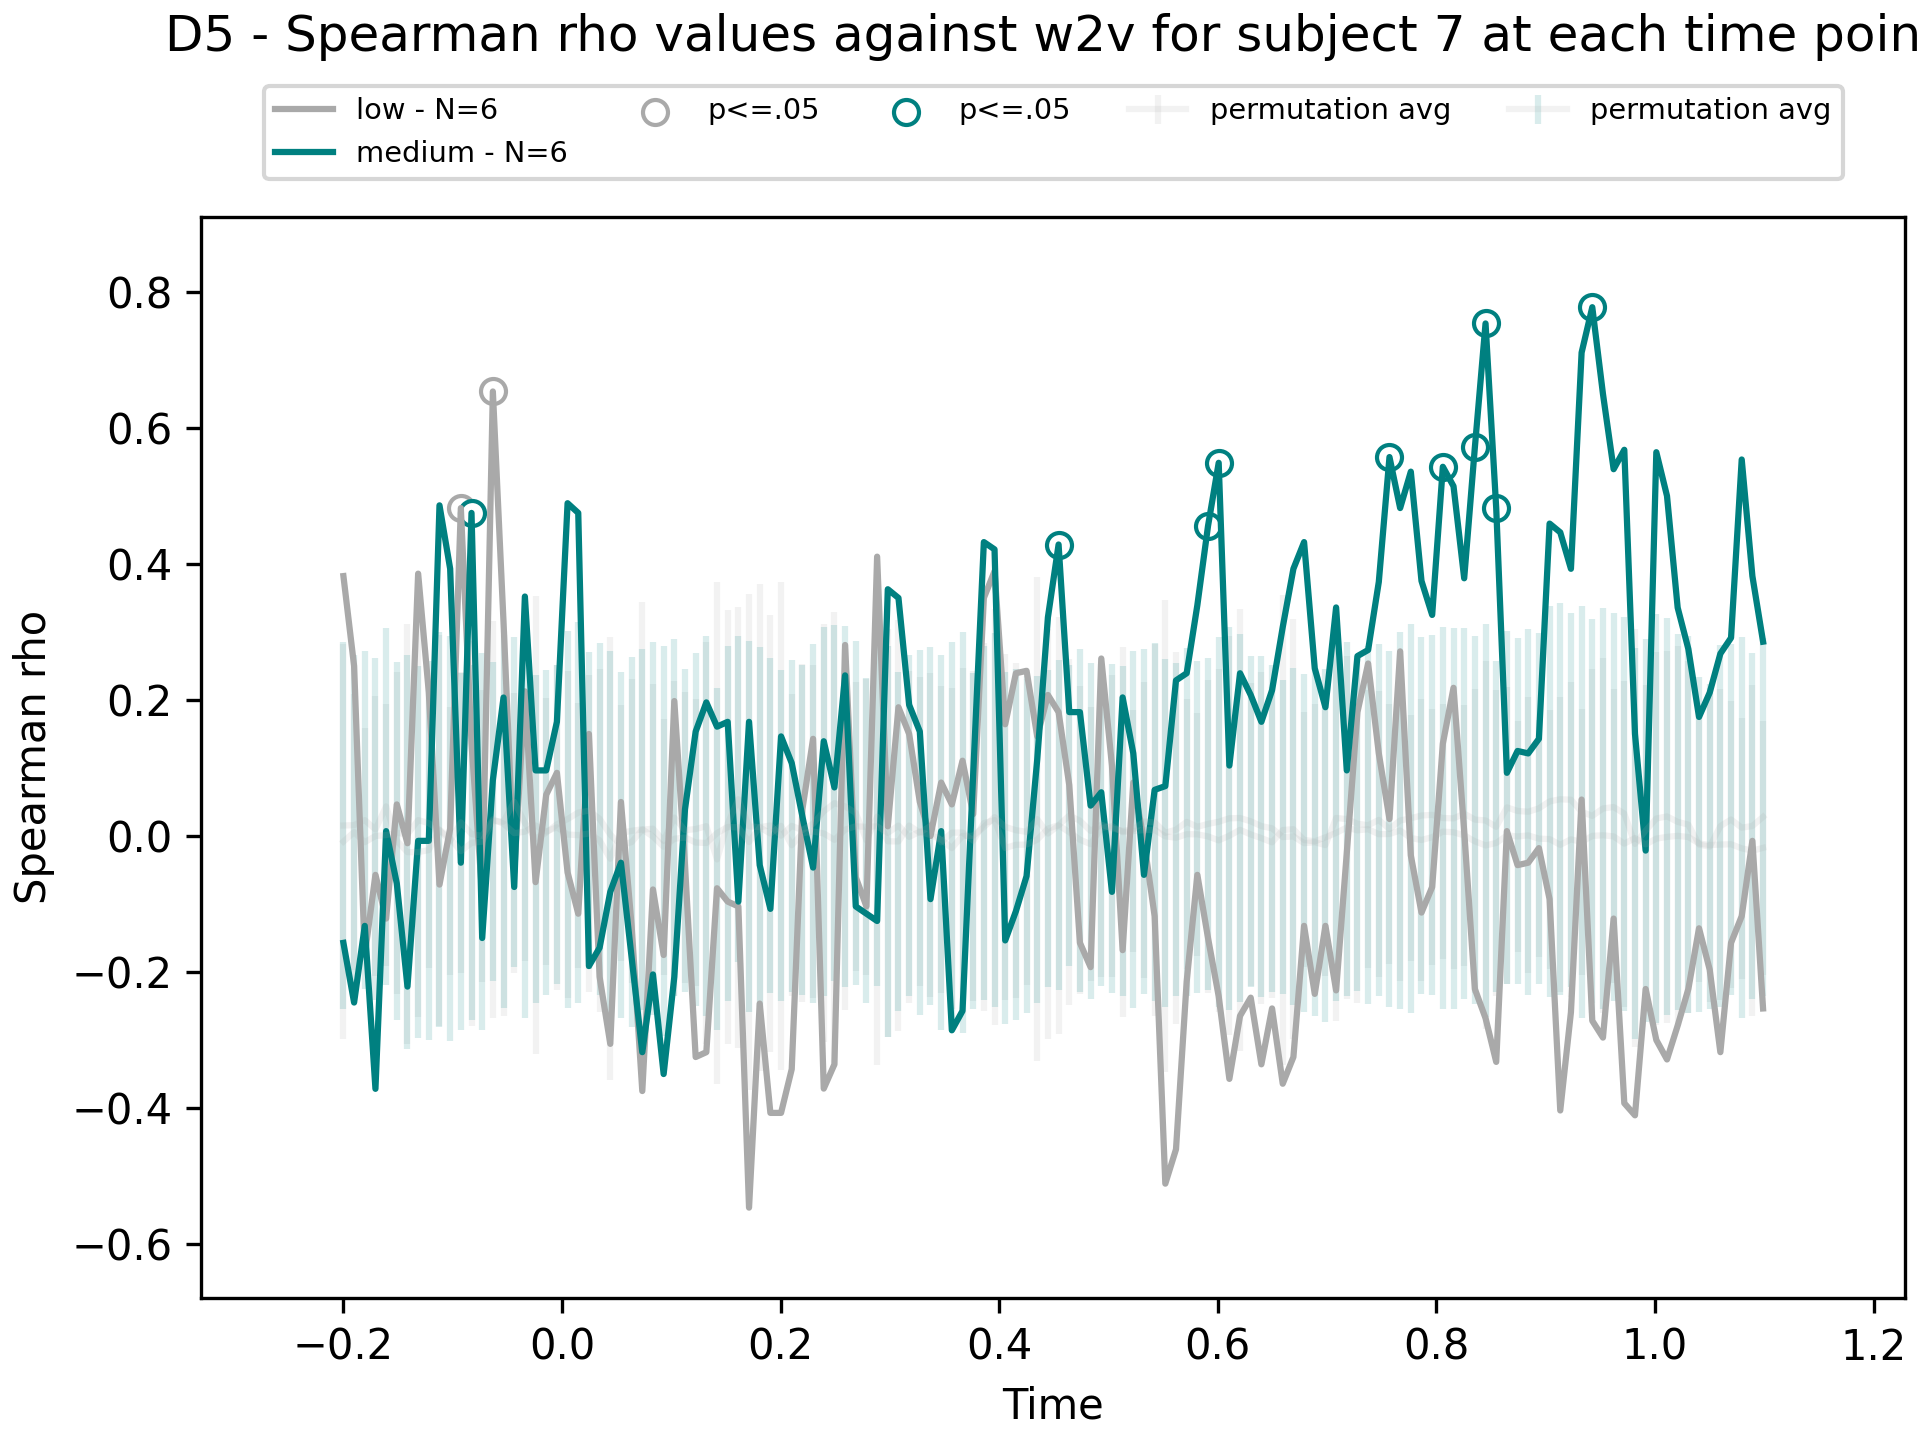 D5 - Spearman rho values against w2v for subject 7 at each time poin
low - N=6
medium - N=6
p<=.05
p<=.05
permutation avg
permutation avg
Spearman rho
0.8
0.6
0.4
0.2
0.0
−0.2
−0.4
−0.6
−0.2 0.0 0.2 0.4 0.6 0.8 1.0 1.2
Time